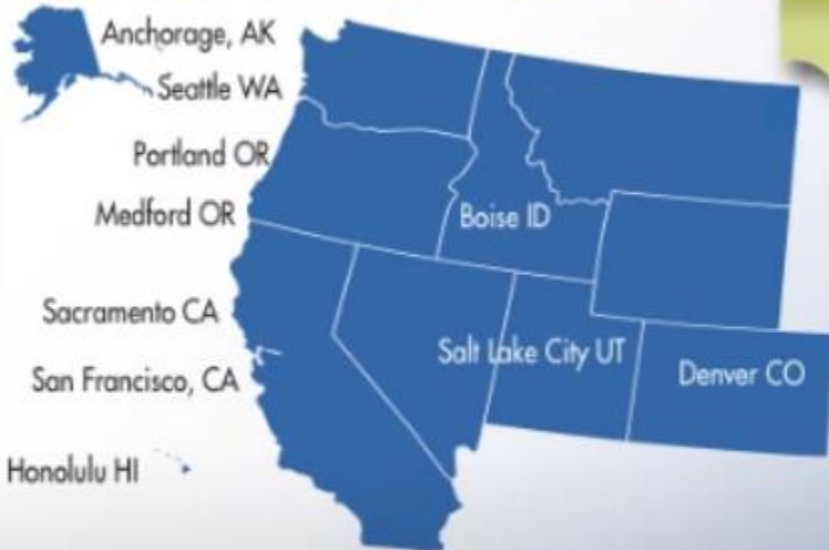 Anchorage, AK
Seattle WA
Portland OR
Medford OR
Boise ID
Sacramento CA
Salt Lake City UT
Denver CO
San Francisco, CA
Honolulu HI